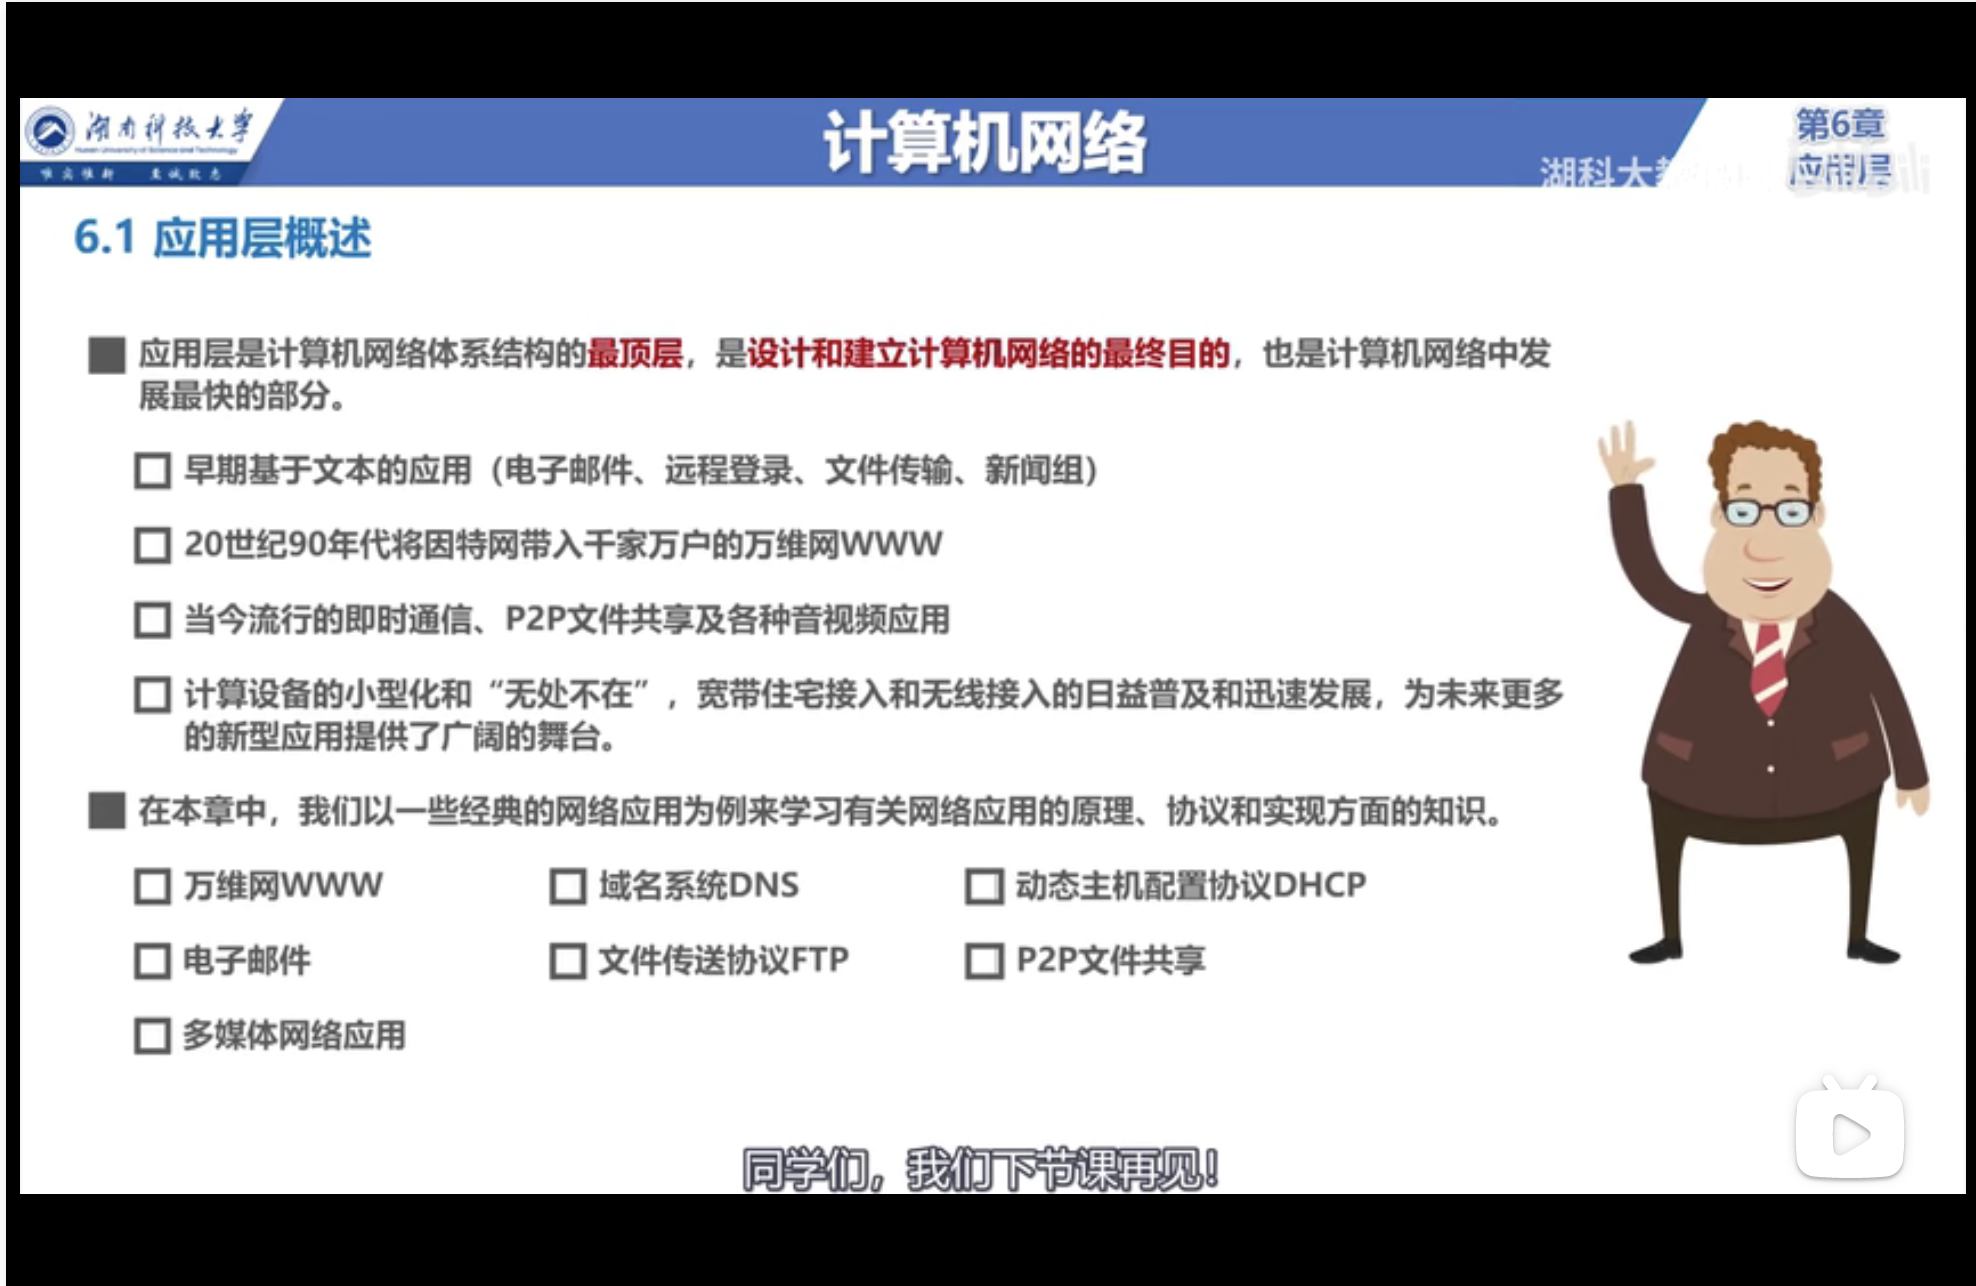 湖南科技大学
Hunan University of Science and Technology
唯实惟新 至诚致志
计算机网络
第6章
应用层
湖科大
6.1 应用层概述
应用层是计算机网络体系结构的最顶层，是设计和建立计算机网络的最终目的，也是计算机网络中发
展最快的部分。
早期基于文本的应用（电子邮件、远程登录、文件传输、新闻组）
20世纪90年代将因特网带入千家万户的万维网WWW
当今流行的即时通信、P2P文件共享及各种音视频应用
计算设备的小型化和“无处不在”，宽带住宅接入和无线接入的日益普及和迅速发展，为未来更多
的新型应用提供了广阔的舞台。
在本章中，我们以一些经典的网络应用为例来学习有关网络应用的原理、协议和实现方面的知识。
万维网WWW 域名系统DNS 动态主机配置协议DHCP
电子邮件 文件传送协议FTP P2P文件共享
多媒体网络应用
同学们，我们下节课再见！